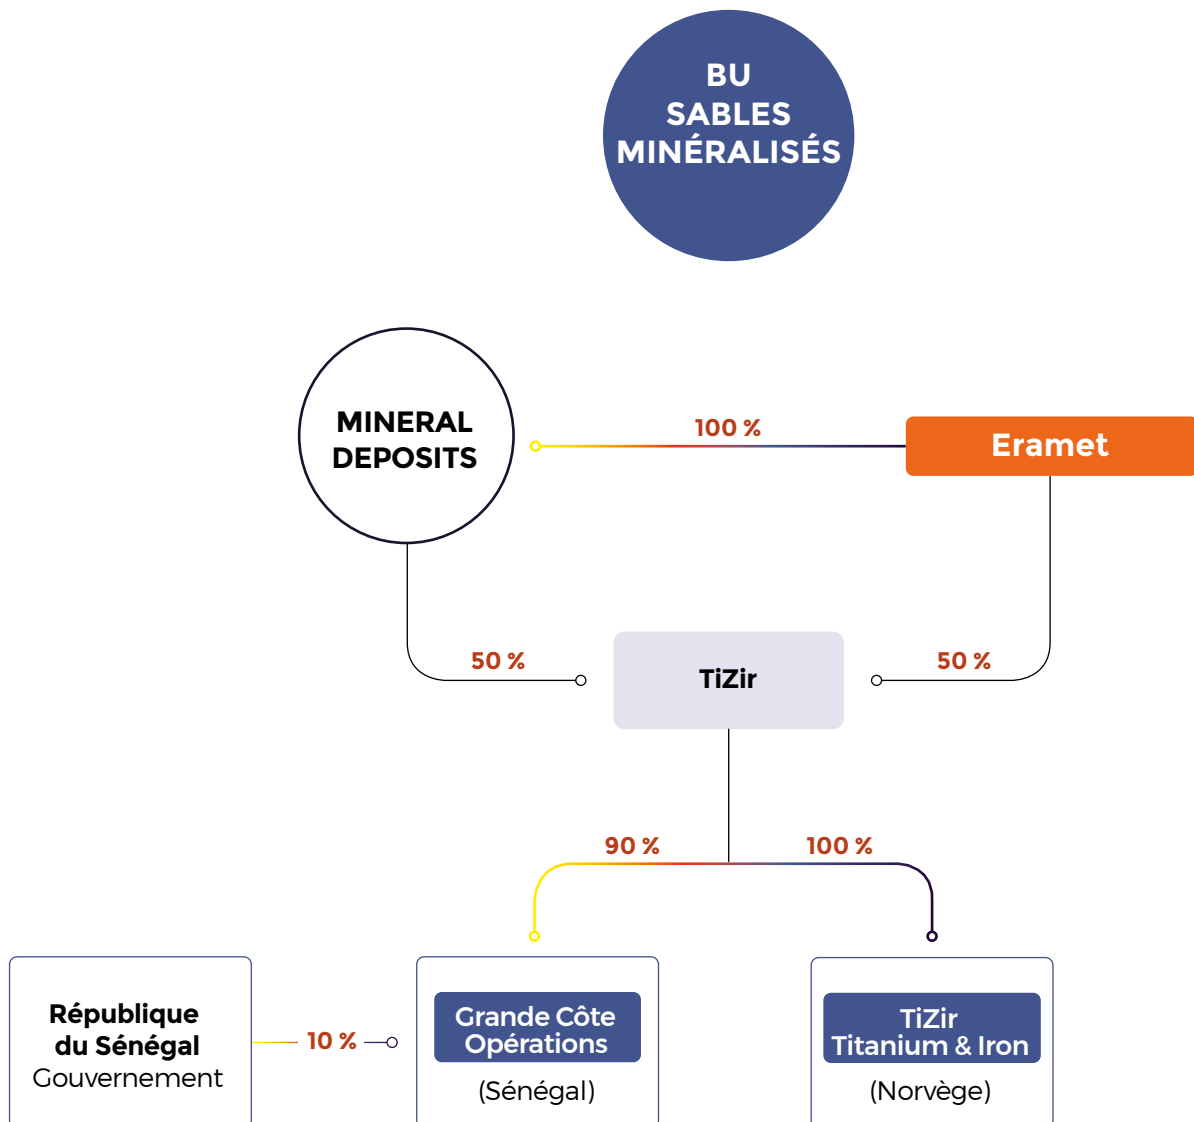 BU
SABLES
MINÉRALISÉS
MINERAL
DEPOSITS
100 %
Eramet
50 %
TiZir
50 %
90 %
100 %
République
du Sénégal
Gouvernement
10 %
Grande Côte
Opérations
(Sénégal)
TiZir
Titanium & Iron
(Norvège)